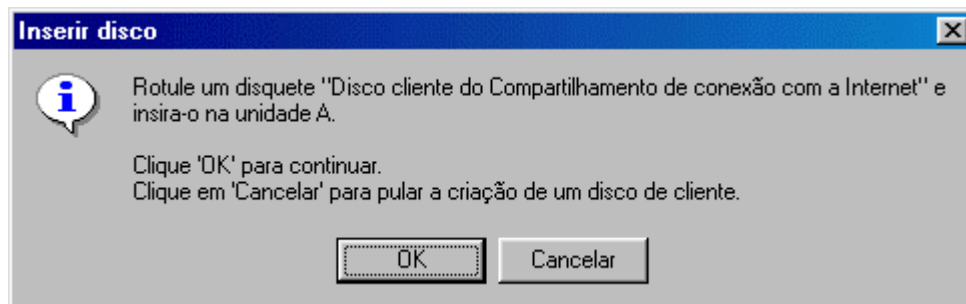 Inserir disco
Rotule um disquete "Disco cliente do Compartilhamento de conexão com a Internet" e
insira-o na unidade A.
Clique 'OK' para continuar.
Clique em 'Cancelar' para pular a criação de um disco de cliente.
OK
Cancelar